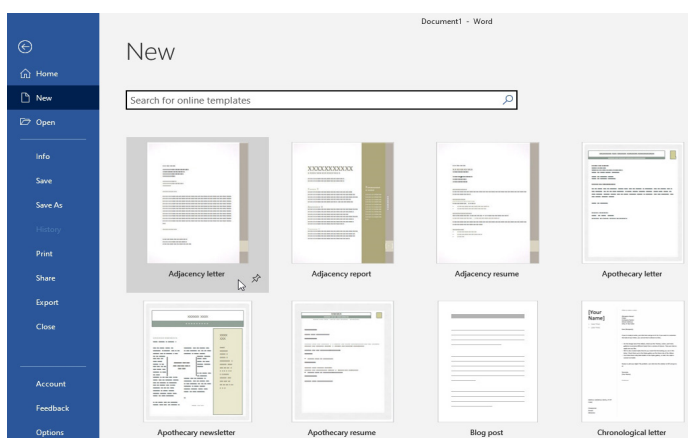 Document1 - Word
New
Home
New
Search for online templates
Open
Info
Save
Save As
History
Print
Share
Export
Close
Account
Feedback
Options
XXXXXXXXXXX
Adjacency letter
Adjacency report
Adjacency resume
Apothecary letter
[Your
Name]
Apothecary newsletter
Apothecary resume
Blog post
Chronological letter